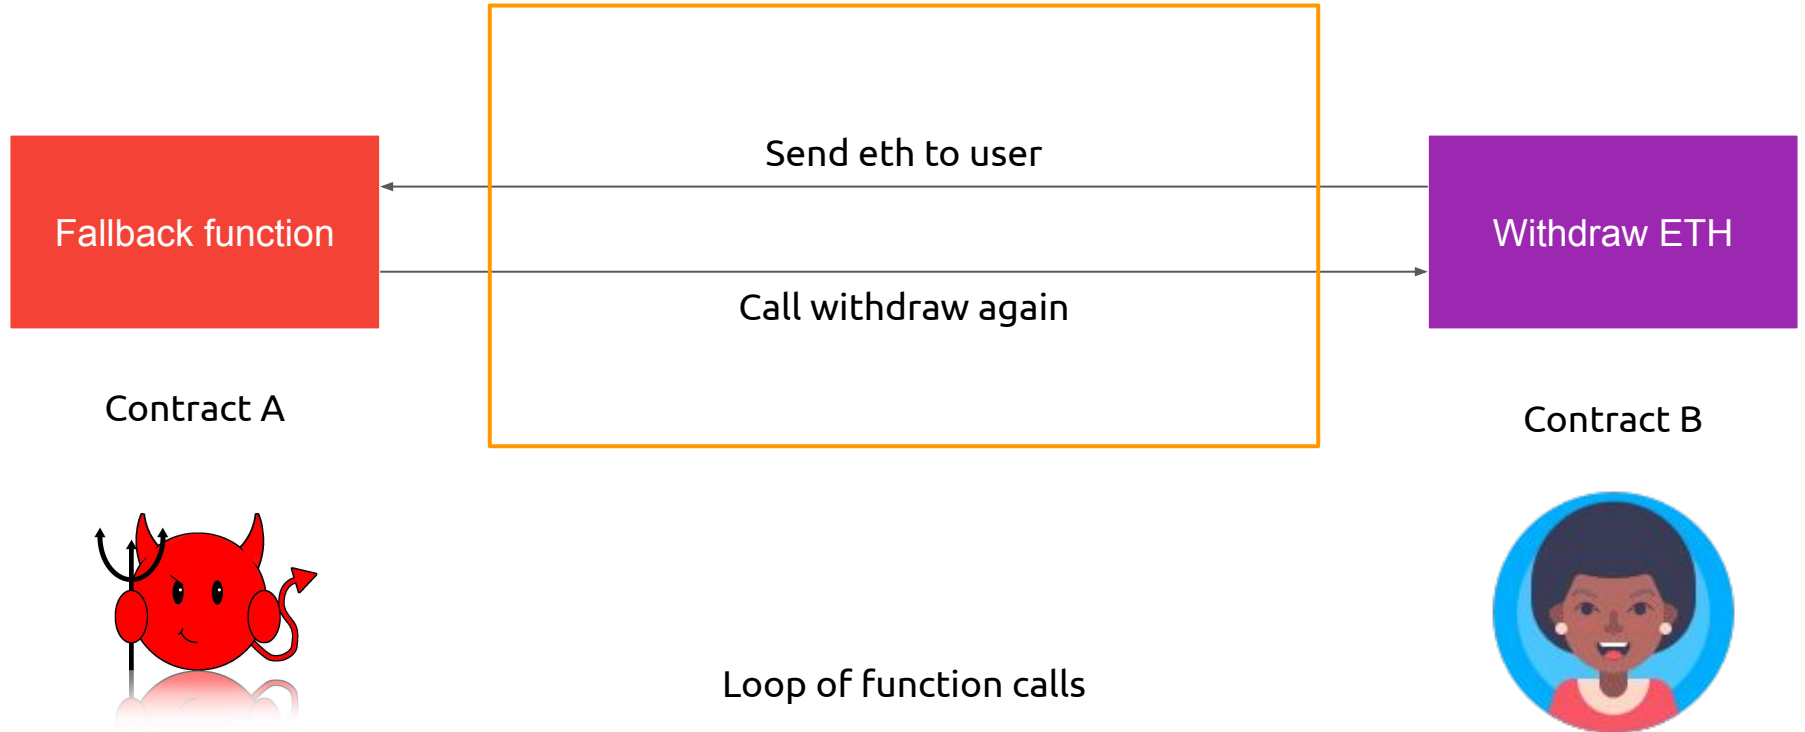 Send eth to user
Fallback function
Withdraw ETH
Call withdraw again
Contract A
Contract B
Loop of function calls